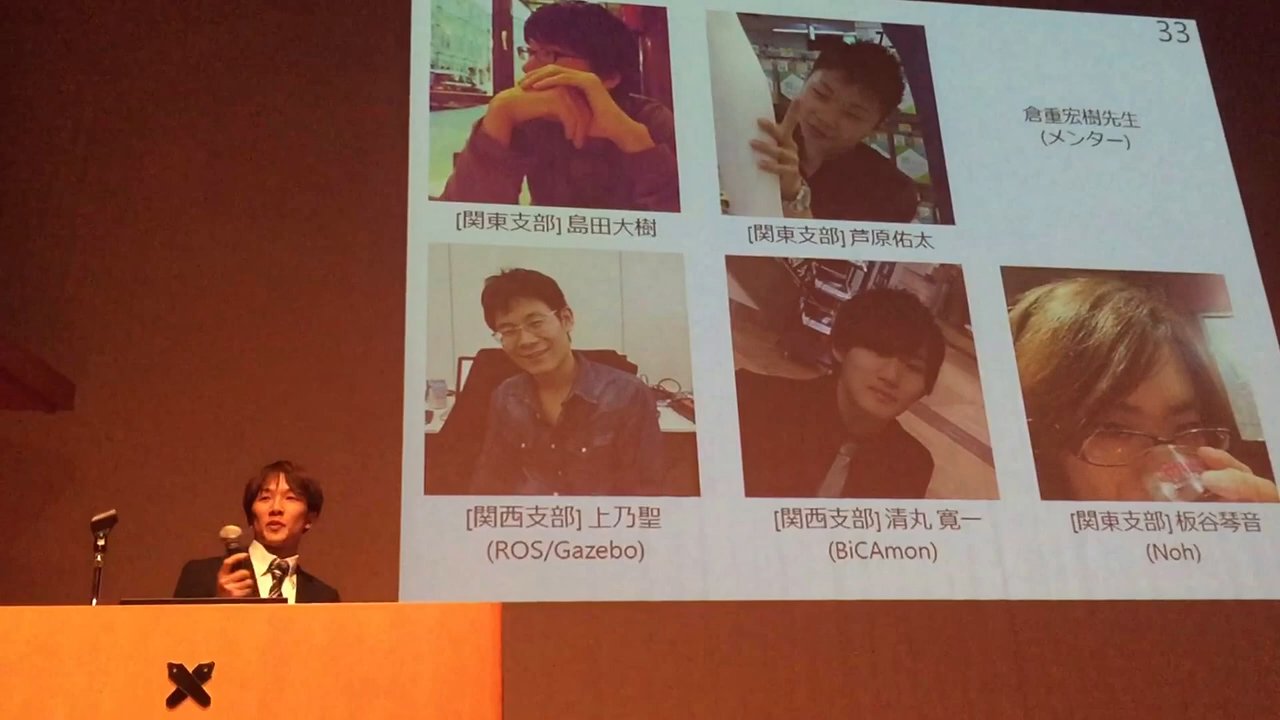 33
倉重宏樹先生
(メンター)
[関東支部] 島田大樹
[関東支部] 芦原佑太
[関西支部] 上乃聖
(ROS/Gazebo)
[関西支部] 清丸 寛一
(BiCAmon)
[関東支部] 板谷琴音
(Noh)